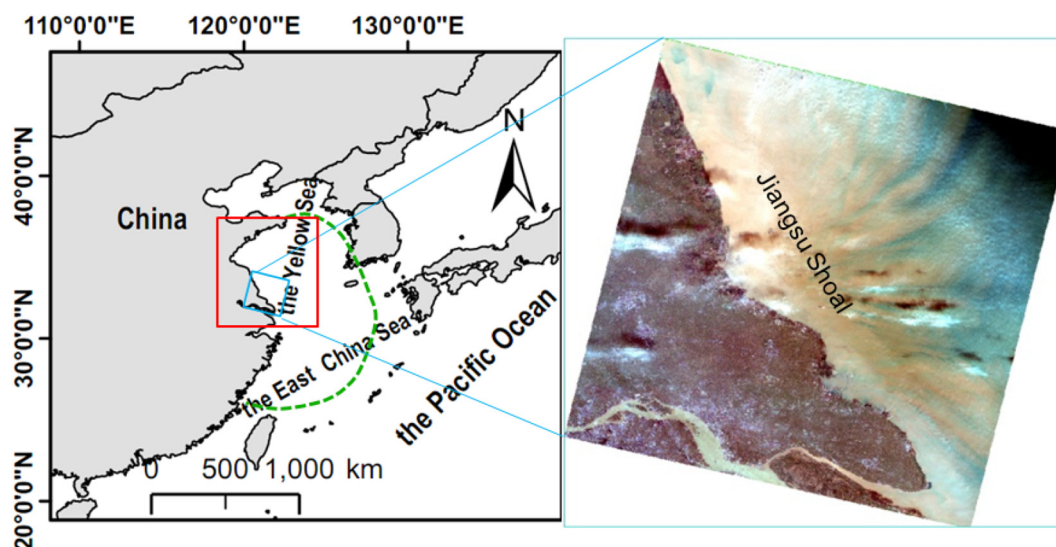 110°0'0"E 120°0'0"E 130°0'0"E
40°0'0"N
30°0'0"N
20°0'0"N
N
China
the Yellow Sea
the East China Sea
the Pacific Ocean
0 500 1,000 km
Jiangsu Shoal